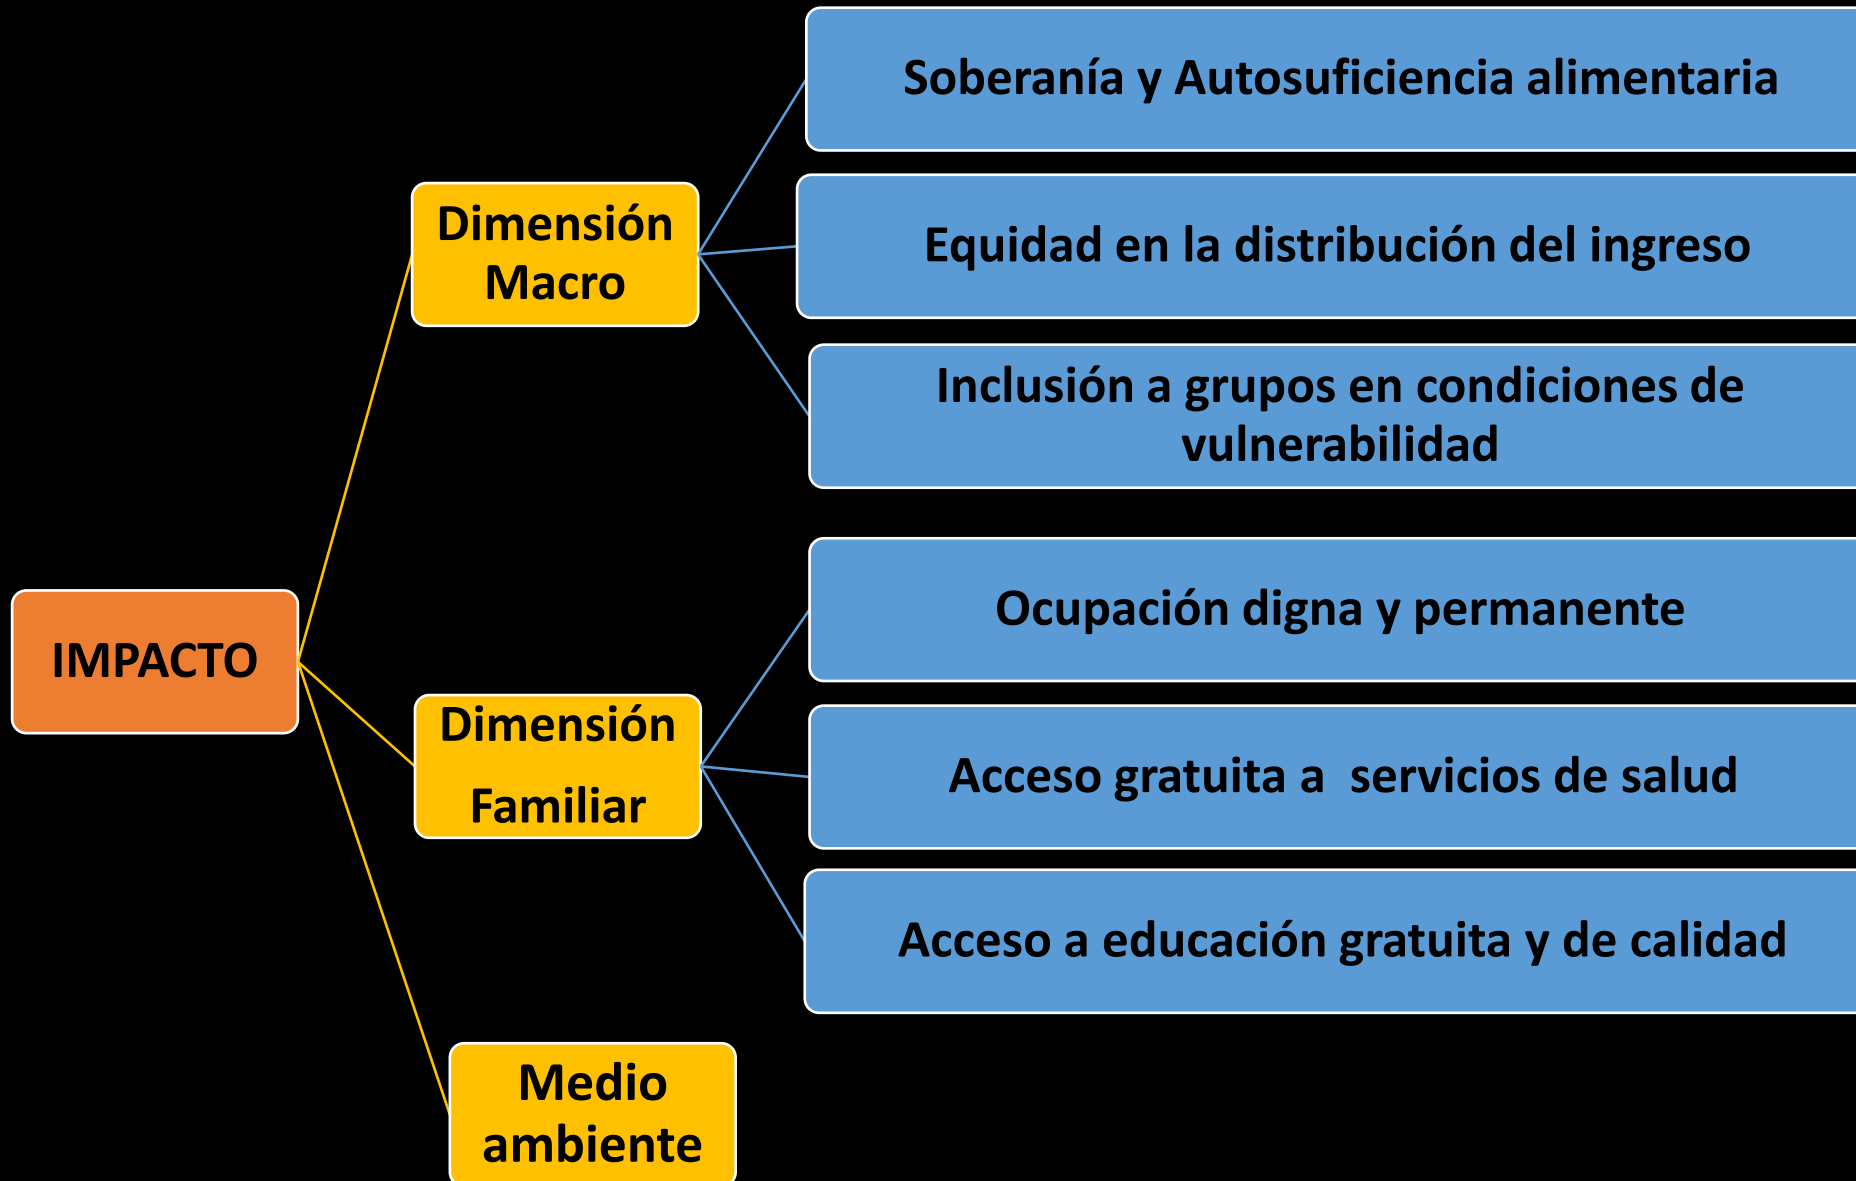 IMPACTO
Dimensión
Macro
Soberanía y Autosuficiencia alimentaria
Equidad en la distribución del ingreso
Inclusión a grupos en condiciones de
vulnerabilidad
Dimensión
Familiar
Ocupación digna y permanente
Acceso gratuita a  servicios de salud
Acceso a educación gratuita y de calidad
Medio
ambiente